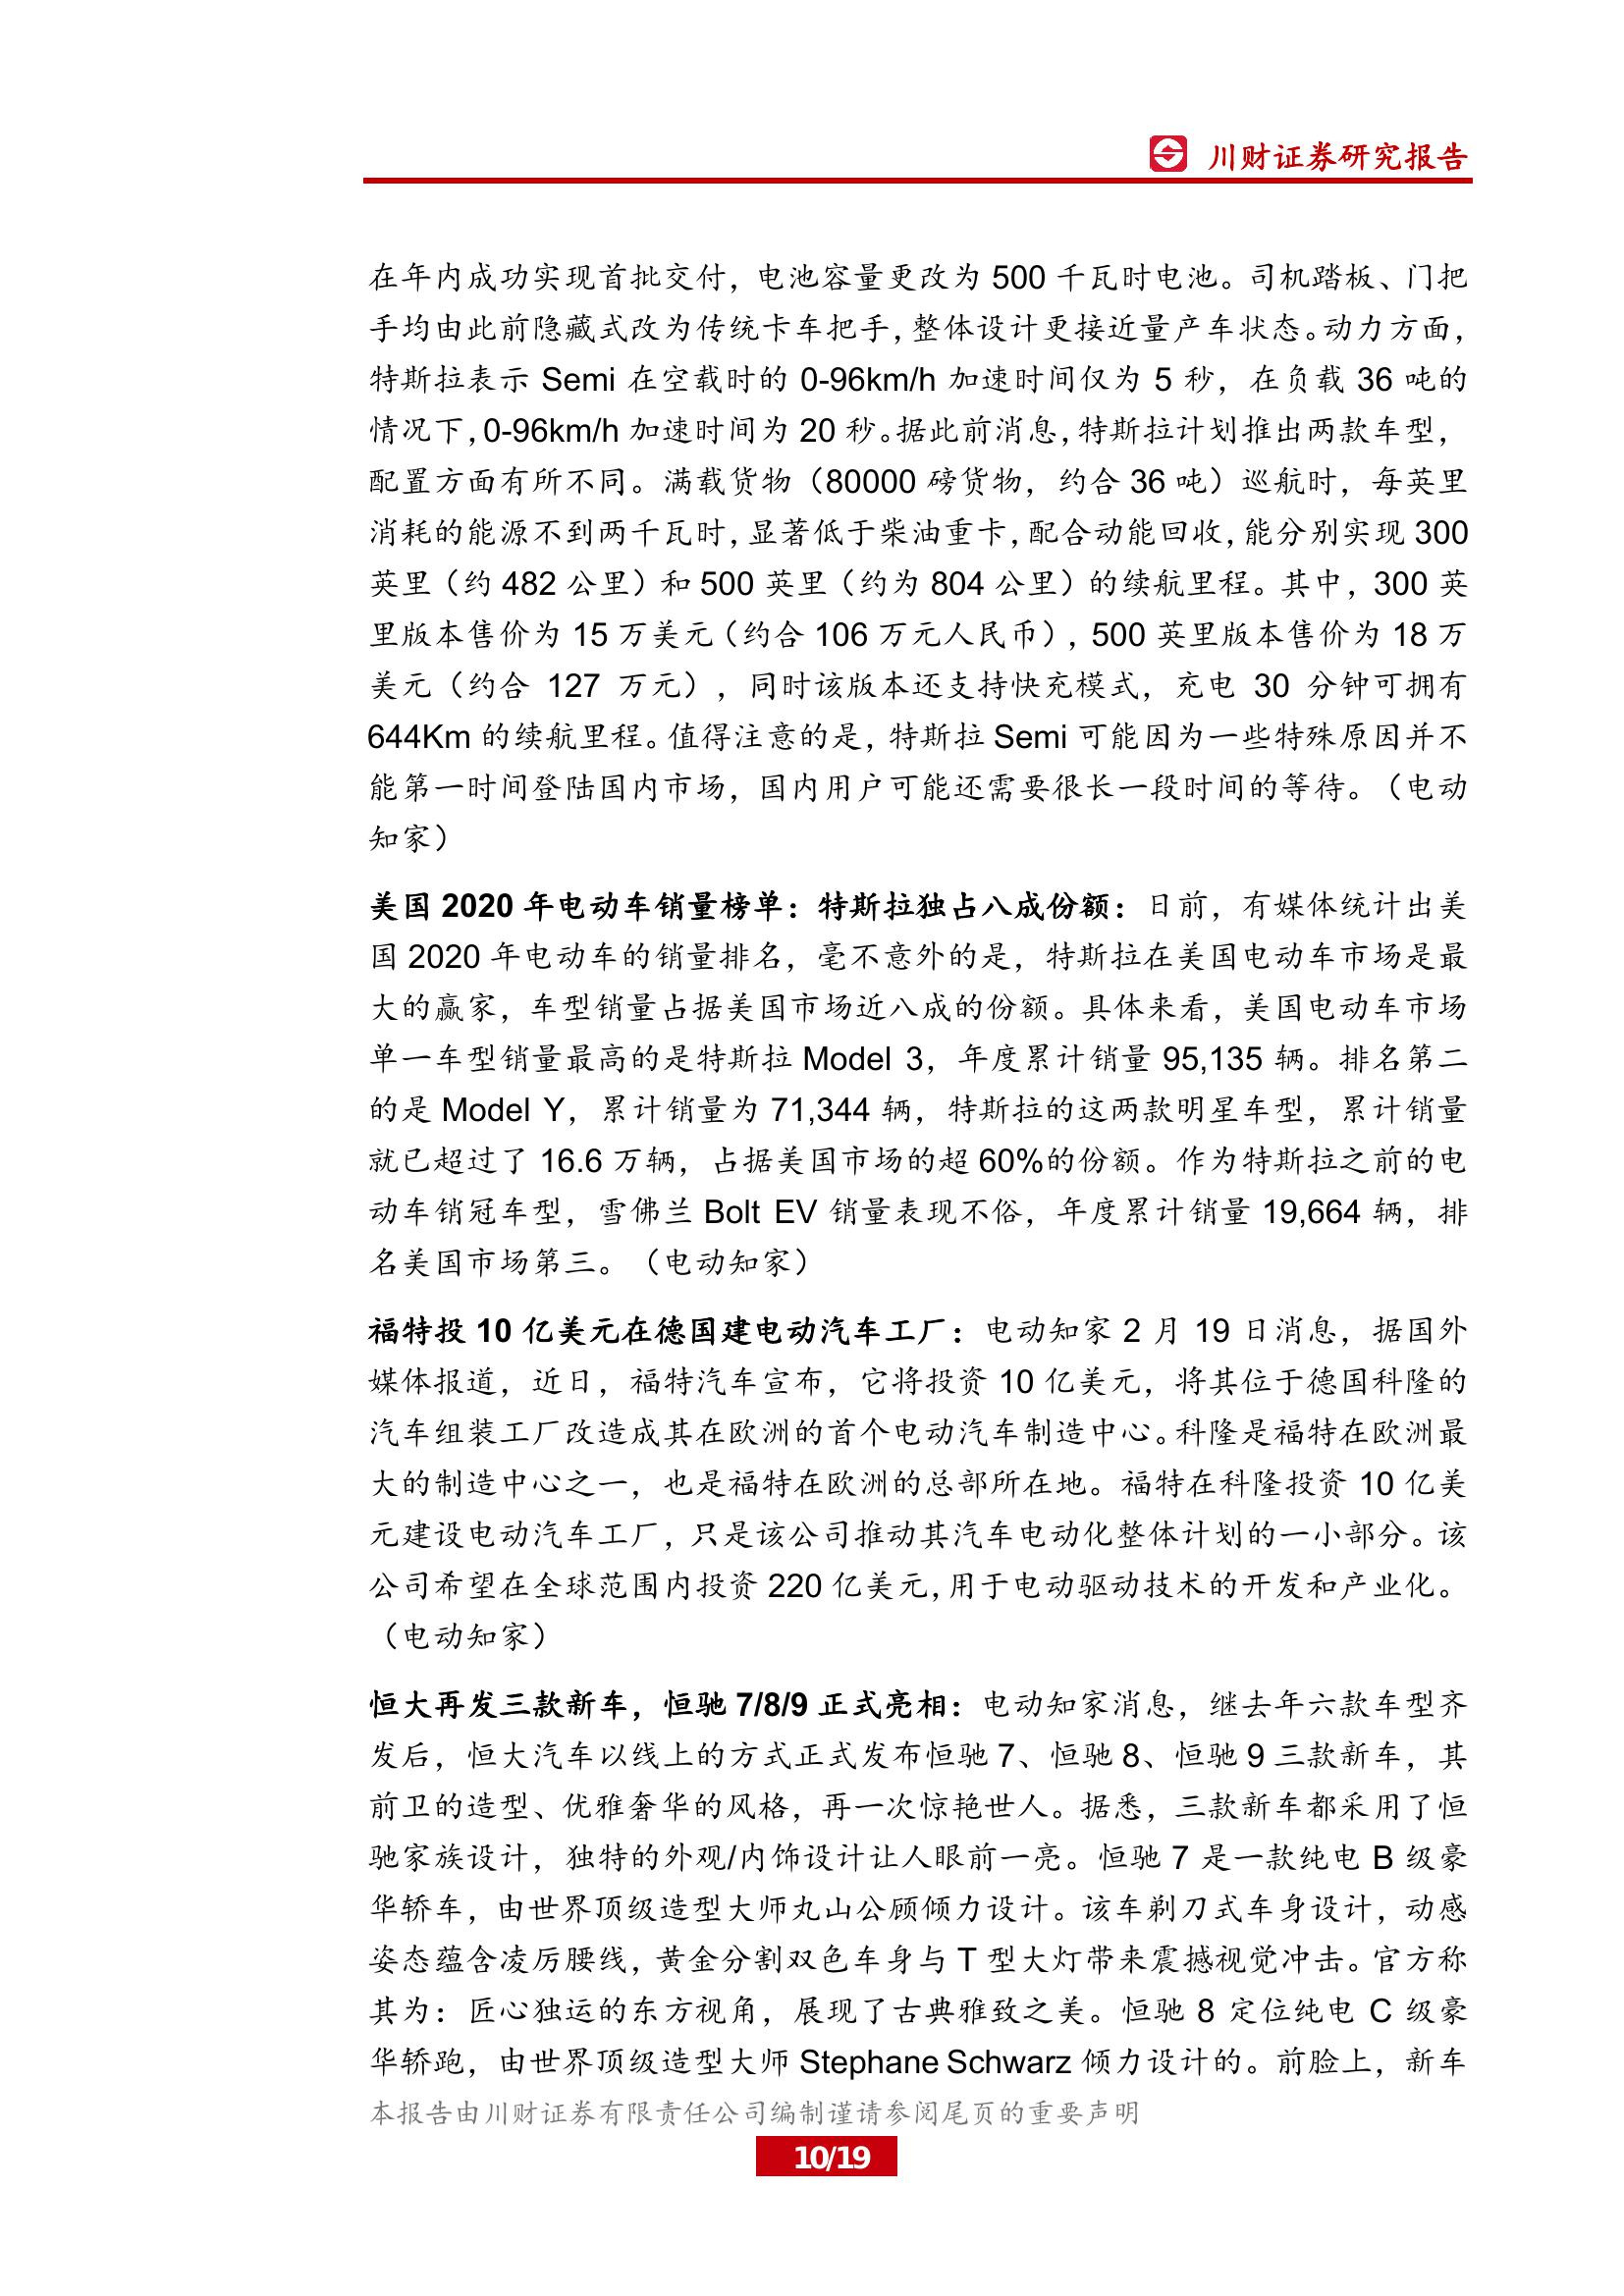 川财证券研究报告
在年内成功实现首批交付，电池容量更改为 500 千瓦时电池。司机踏板、门把
手均由此前隐藏式改为传统卡车把手，整体设计更接近量产车状态。动力方面，
特斯拉表示 Semi 在空载时的 0-96km/h 加速时间仅为 5 秒，在负载 36 吨的
情况下，0-96km/h 加速时间为 20 秒。据此前消息，特斯拉计划推出两款车型，
配置方面有所不同。满载货物（80000 磅货物，约合 36 吨）巡航时，每英里
消耗的能源不到两千瓦时，显著低于柴油重卡，配合动能回收，能分别实现 300
英里（约 482 公里）和 500 英里（约为 804 公里）的续航里程。其中，300 英
里版本售价为 15 万美元（约合 106 万元人民币），500 英里版本售价为 18 万
美元（约合 127 万元），同时该版本还支持快充模式，充电 30 分钟可拥有
644Km 的续航里程。值得注意的是，特斯拉 Semi 可能因为一些特殊原因并不
能第一时间登陆国内市场，国内用户可能还需要很长一段时间的等待。（电动
知家）
美国 2020 年电动车销量榜单：特斯拉独占八成份额：日前，有媒体统计出美
国 2020 年电动车的销量排名，毫不意外的是，特斯拉在美国电动车市场是最
大的赢家，车型销量占据美国市场近八成的份额。具体来看，美国电动车市场
单一车型销量最高的是特斯拉 Model 3，年度累计销量 95,135 辆。排名第二
的是 Model Y，累计销量为 71,344 辆，特斯拉的这两款明星车型，累计销量
就已超过了 16.6 万辆，占据美国市场的超 60%的份额。作为特斯拉之前的电
动车销冠车型，雪佛兰 Bolt EV 销量表现不俗，年度累计销量 19,664 辆，排
名美国市场第三。（电动知家）
福特投 10 亿美元在德国建电动汽车工厂：电动知家 2 月 19 日消息，据国外
媒体报道，近日，福特汽车宣布，它将投资 10 亿美元，将其位于德国科隆的
汽车组装工厂改造成其在欧洲的首个电动汽车制造中心。科隆是福特在欧洲最
大的制造中心之一，也是福特在欧洲的总部所在地。福特在科隆投资 10 亿美
元建设电动汽车工厂，只是该公司推动其汽车电动化整体计划的一小部分。该
公司希望在全球范围内投资 220 亿美元，用于电动驱动技术的开发和产业化。
（电动知家）
恒大再发三款新车，恒驰 7/8/9 正式亮相：电动知家消息，继去年六款车型齐
发后，恒大汽车以线上的方式正式发布恒驰 7、恒驰 8、恒驰 9 三款新车，其
前卫的造型、优雅奢华的风格，再一次惊艳世人。据悉，三款新车都采用了恒
驰家族设计，独特的外观/内饰设计让人眼前一亮。恒驰 7 是一款纯电 B 级豪
华轿车，由世界顶级造型大师丸山公顾倾力设计。该车剃刀式车身设计，动感
姿态蕴含凌厉腰线，黄金分割双色车身与 T 型大灯带来震撼视觉冲击。官方称
其为：匠心独运的东方视角，展现了古典雅致之美。恒驰 8 定位纯电 C 级豪
华轿跑，由世界顶级造型大师 Stephane Schwarz 倾力设计的。前脸上，新车
本报告由川财证券有限责任公司编制谨请参阅尾页的重要声明
10/19